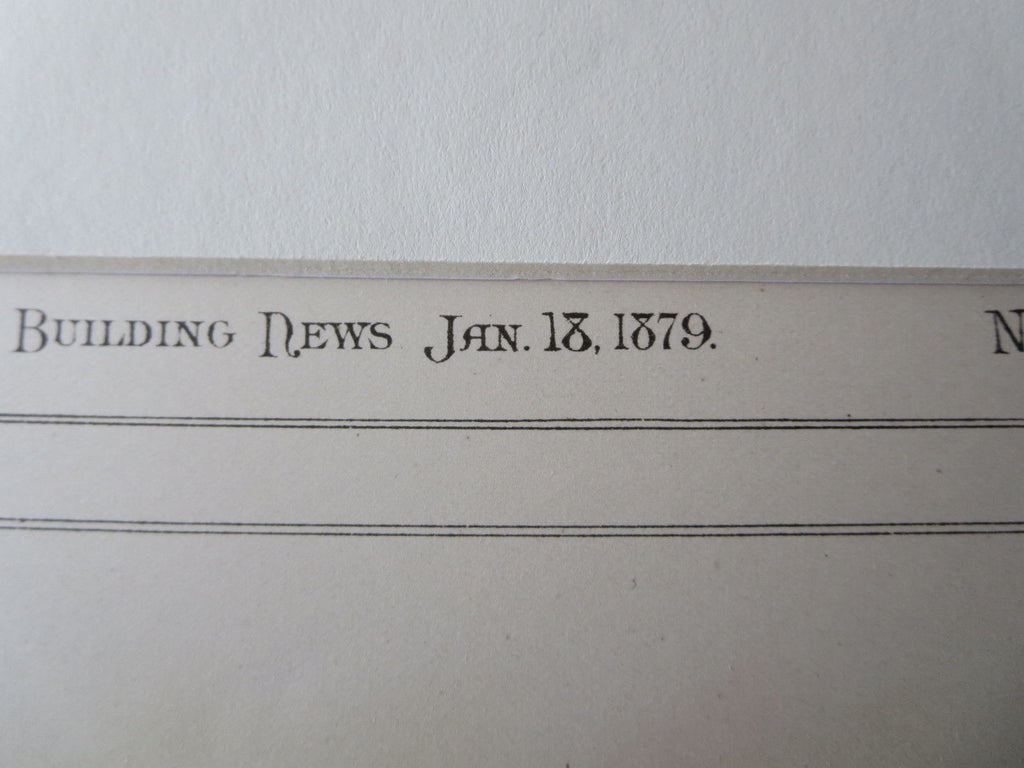 BUILDING NEWS JAN. 18, 1879. N